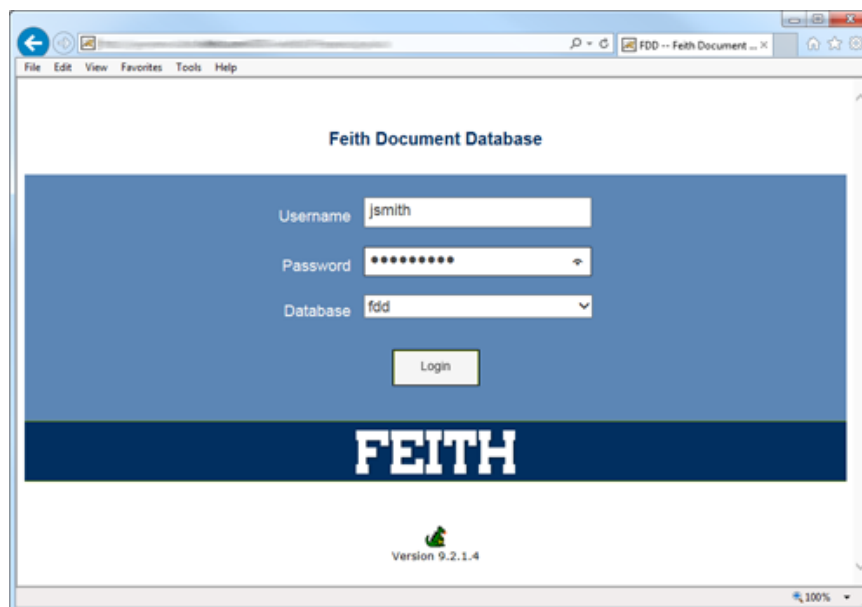 FDD -- Feith Document ...
File Edit View Favorites Tools Help
Feith Document Database
Username jsmith
Password
Database fdd
Login
FEITH
Version 9.2.1.4
100%